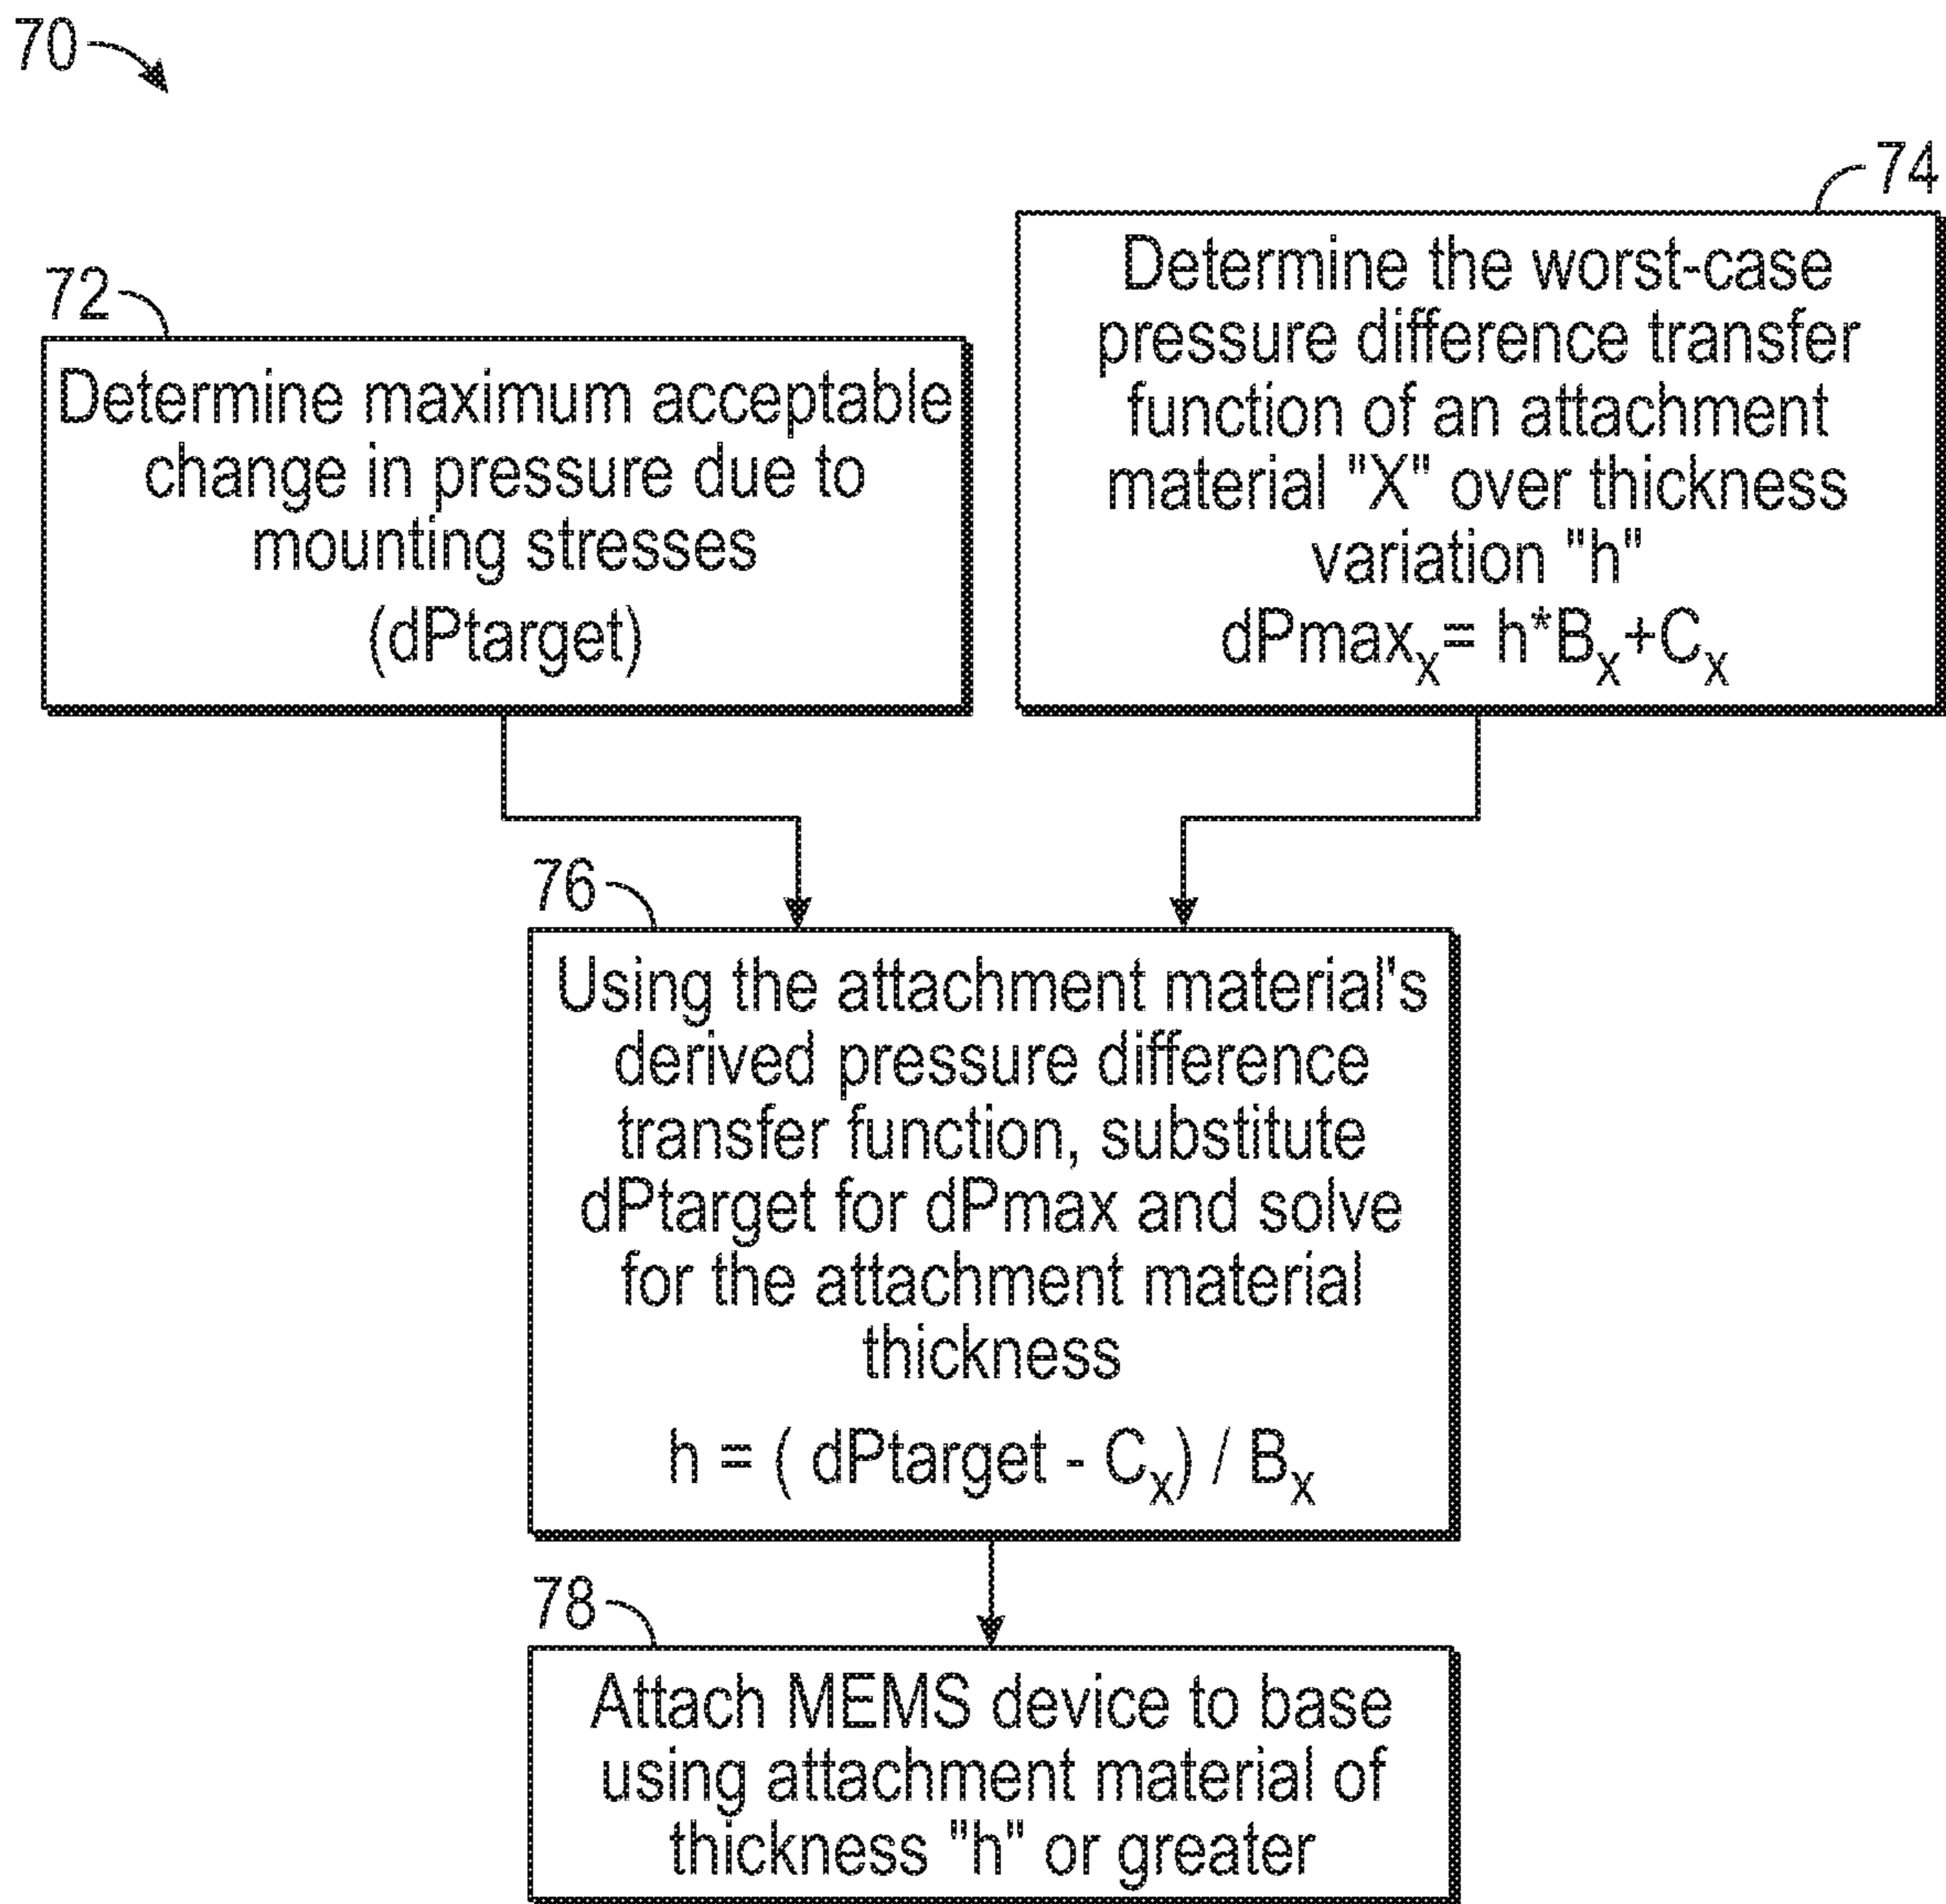 70
72
Determine maximum acceptable
change in pressure due to
mounting stresses
(dPtarget)
74
Determine the worst-case
pressure difference transfer
function of an attachment
material "X" over thickness
variation "h"
dPmaxₓ= h*Bₓ+Cₓ
76
Using the attachment material's
derived pressure difference
transfer function, substitute
dPtarget for dPmax and solve
for the attachment material
thickness
h = ( dPtarget - Cₓ) / Bₓ
78
Attach MEMS device to base
using attachment material of
thickness "h" or greater